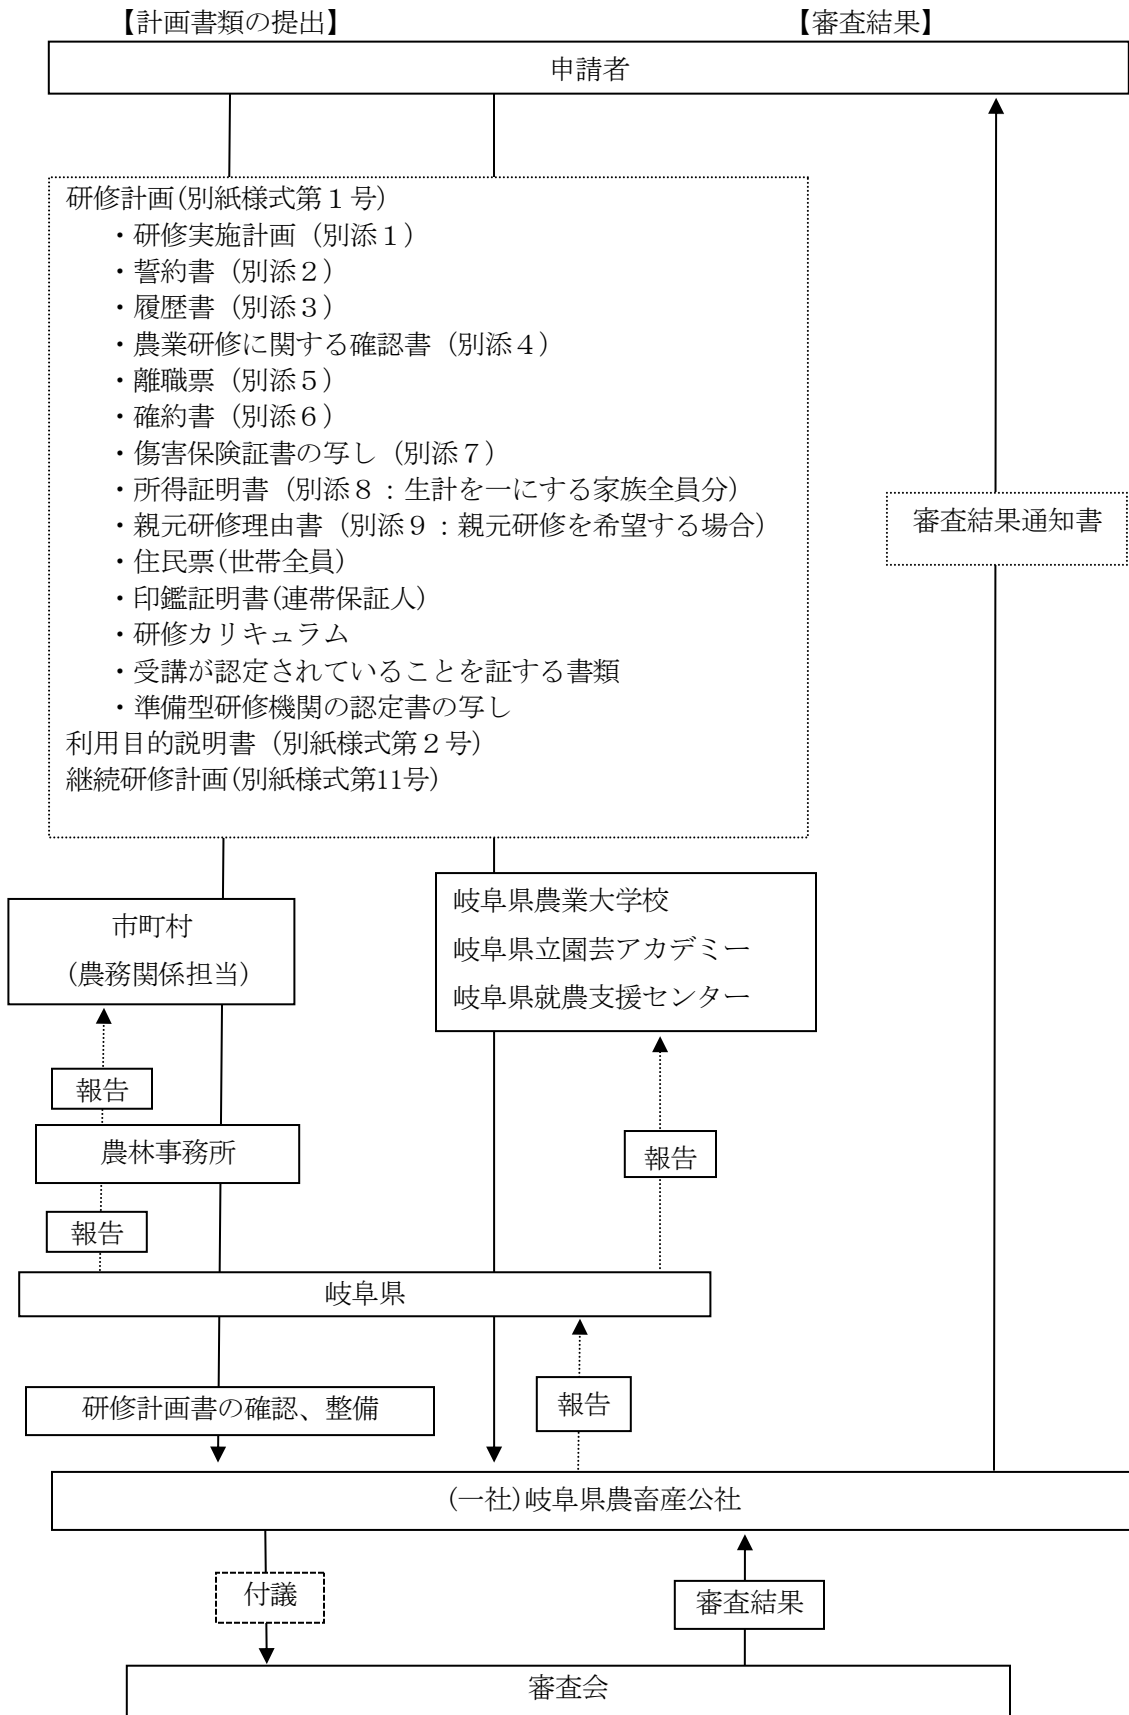 【計画書類の提出】
【審査結果】
申請者
研修計画(別紙様式第１号)
・研修実施計画（別添１）
・誓約書（別添２）
・履歴書（別添３）
・農業研修に関する確認書（別添４）
・離職票（別添５）
・確約書（別添６）
・傷害保険証書の写し（別添７）
・所得証明書（別添８：生計を一にする家族全員分）
・親元研修理由書（別添９：親元研修を希望する場合）
・住民票(世帯全員)
・印鑑証明書(連帯保証人)
・研修カリキュラム
・受講が認定されていることを証する書類
・準備型研修機関の認定書の写し
利用目的説明書（別紙様式第２号）
継続研修計画(別紙様式第11号)
審査結果通知書
市町村
（農務関係担当）
岐阜県農業大学校
岐阜県立園芸アカデミー
岐阜県就農支援センター
報告
農林事務所
報告
報告
岐阜県
研修計画書の確認、整備
報告
(一社)岐阜県農畜産公社
付議
審査結果
審査会